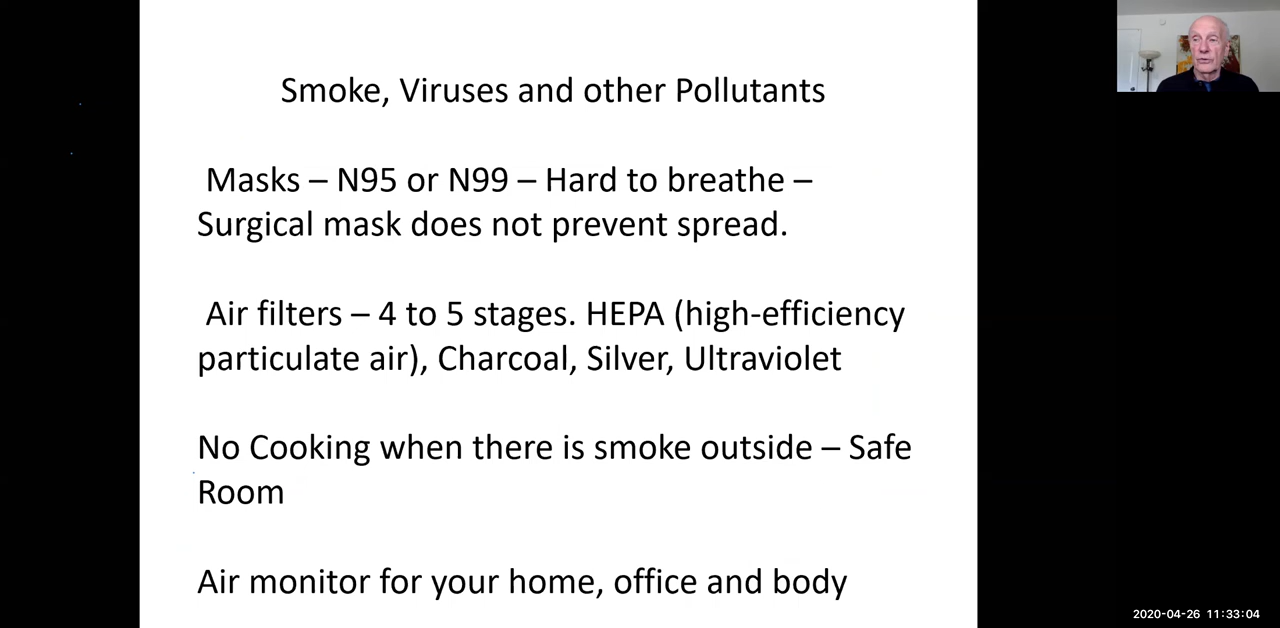 Smoke, Viruses and other Pollutants
Masks – N95 or N99 – Hard to breathe –
Surgical mask does not prevent spread.
Air filters – 4 to 5 stages. HEPA (high-efficiency
particulate air), Charcoal, Silver, Ultraviolet
No Cooking when there is smoke outside – Safe
Room
Air monitor for your home, office and body
2020-04-26 11:33:04